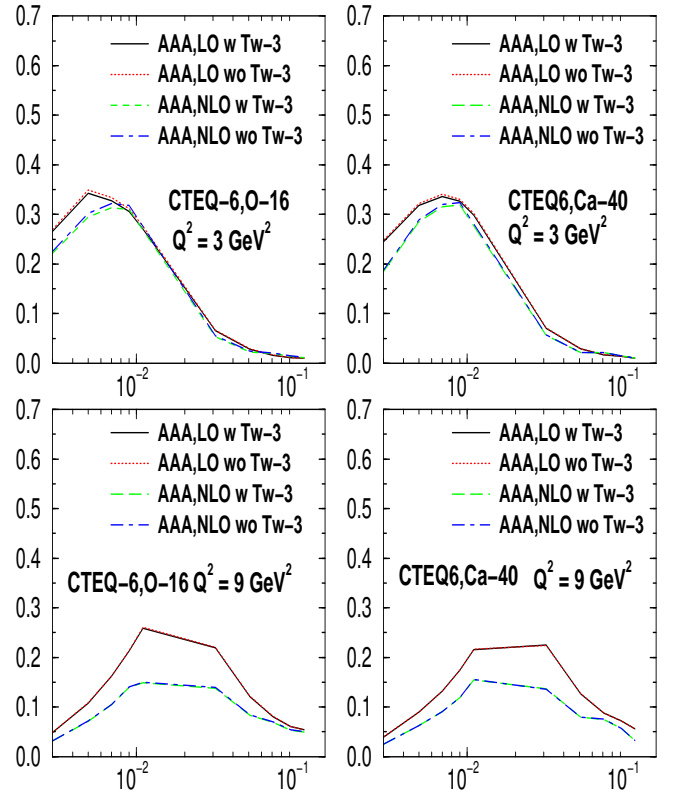 0.7
0.6
0.5
0.4
0.3
0.2
0.1
0.0
AAA,LO w Tw−3
AAA,LO wo Tw−3
AAA,NLO w Tw−3
AAA,NLO wo Tw−3
CTEQ−6,O−16
Q² = 3 GeV²
10⁻²
10⁻¹
0.7
0.6
0.5
0.4
0.3
0.2
0.1
0.0
AAA,LO w Tw−3
AAA,LO wo Tw−3
AAA,NLO w Tw−3
AAA,NLO wo Tw−3
CTEQ6,Ca−40
Q² = 3 GeV²
10⁻²
10⁻¹
0.7
0.6
0.5
0.4
0.3
0.2
0.1
0.0
AAA,LO w Tw−3
AAA,LO wo Tw−3
AAA,NLO w Tw−3
AAA,NLO wo Tw−3
CTEQ−6,O−16 Q² = 9 GeV²
10⁻²
10⁻¹
0.7
0.6
0.5
0.4
0.3
0.2
0.1
0.0
AAA,LO w Tw−3
AAA,LO wo Tw−3
AAA,NLO w Tw−3
AAA,NLO wo Tw−3
CTEQ6,Ca−40 Q² = 9 GeV²
10⁻²
10⁻¹